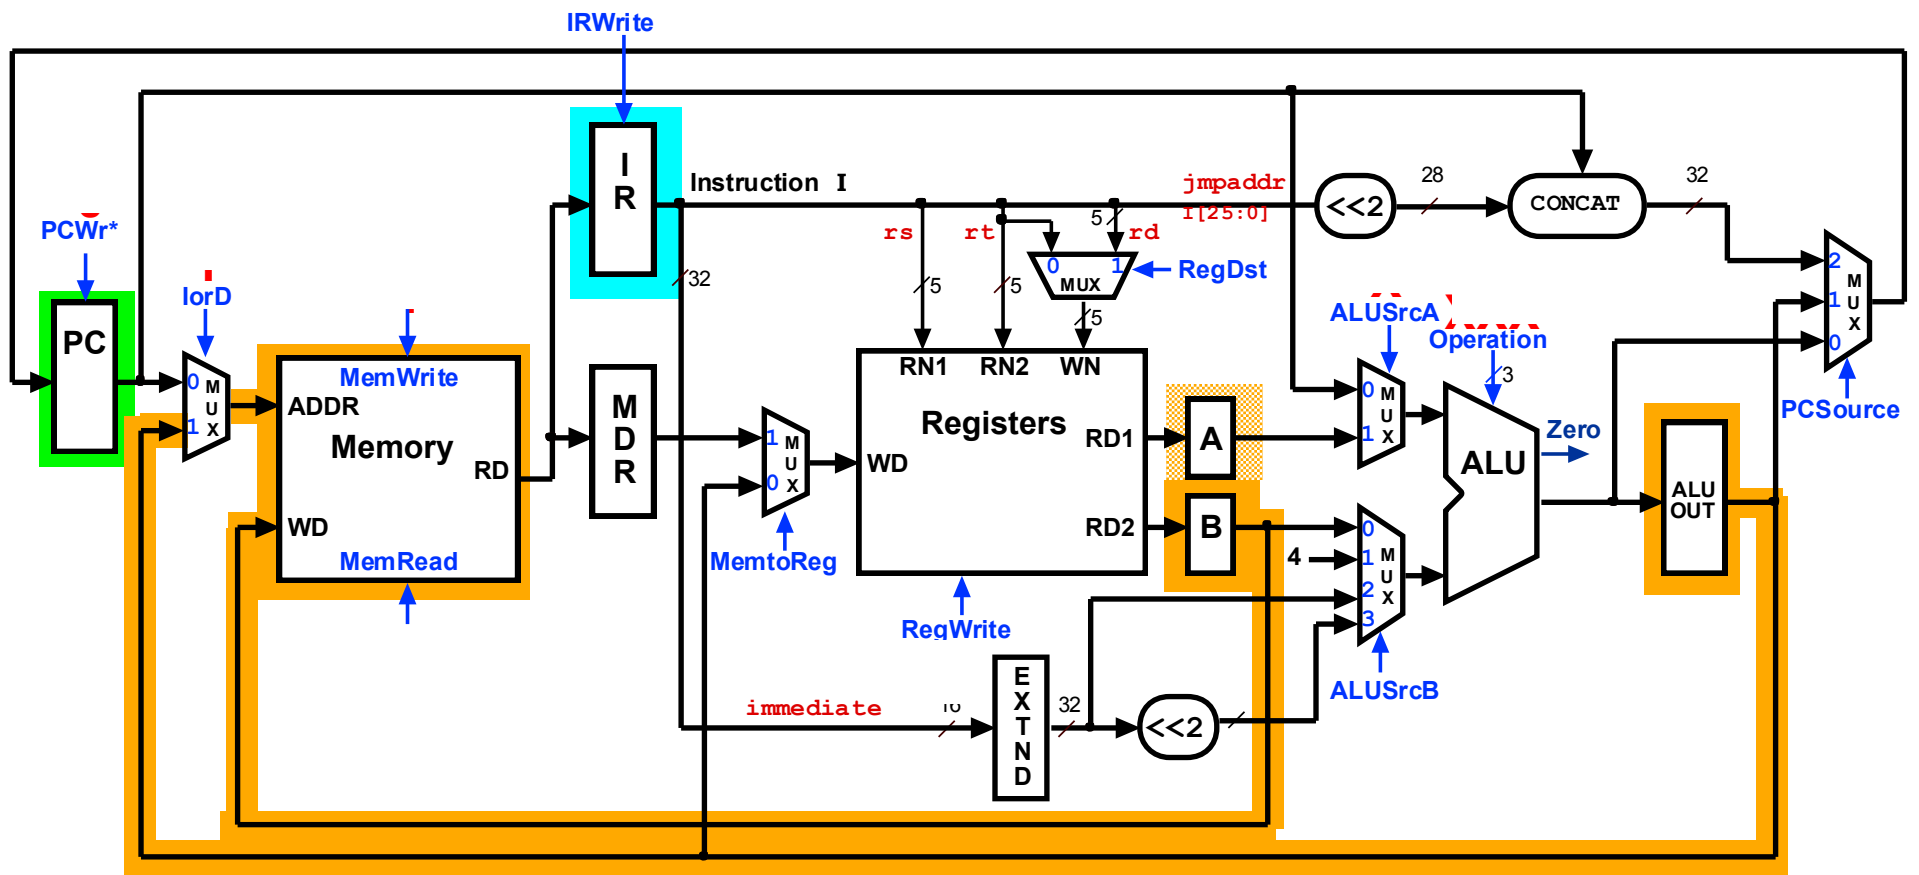 IRWrite
I
R
Instruction I
jmpaddr
I[25:0]
<<2
28
CONCAT
32
PCWr*
PC
IorD
0
1
M
U
X
32
rs
5
rt
5
5
rd
0
1
MUX
RegDst
5
MemWrite
ADDR
Memory
RD
WD
MemRead
M
D
R
1
0
M
U
X
MemtoReg
RN1
RN2
WN
Registers
RD1
WD
RD2
RegWrite
A
B
4
ALUSrcA
0
1
M
U
X
Operation
3
ALU
Zero
0
1
2
3
M
U
X
ALUSrcB
ALU
OUT
2
1
0
M
U
X
PCSource
immediate
16
E
X
T
N
D
32
<<2